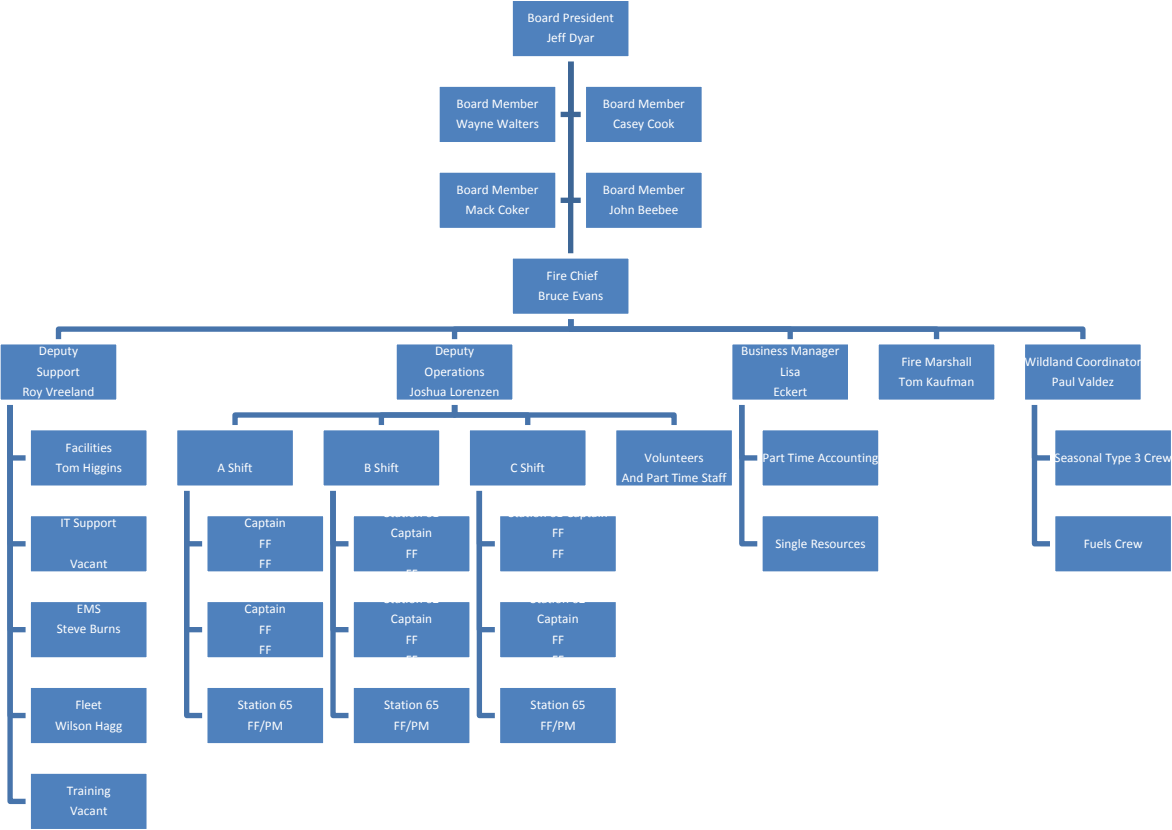 Board President
Jeff Dyar
Board Member
Wayne Walters
Board Member
Casey Cook
Board Member
Mack Coker
Board Member
John Beebee
Fire Chief
Bruce Evans
Deputy
Support
Roy Vreeland
Deputy
Operations
Joshua Lorenzen
Business Manager
Lisa
Eckert
Fire Marshall
Tom Kaufman
Wildland Coordinator
Paul Valdez
Facilities
Tom Higgins
A Shift
B Shift
C Shift
Volunteers
And Part Time Staff
Part Time Accounting
Seasonal Type 3 Crew
IT Support
Vacant
Captain
FF
FF
Captain
FF
Captain
FF
FF
Single Resources
Fuels Crew
EMS
Steve Burns
Captain
FF
FF
Captain
FF
Captain
FF
Fleet
Wilson Hagg
Station 65
FF/PM
Station 65
FF/PM
Station 65
FF/PM
Training
Vacant